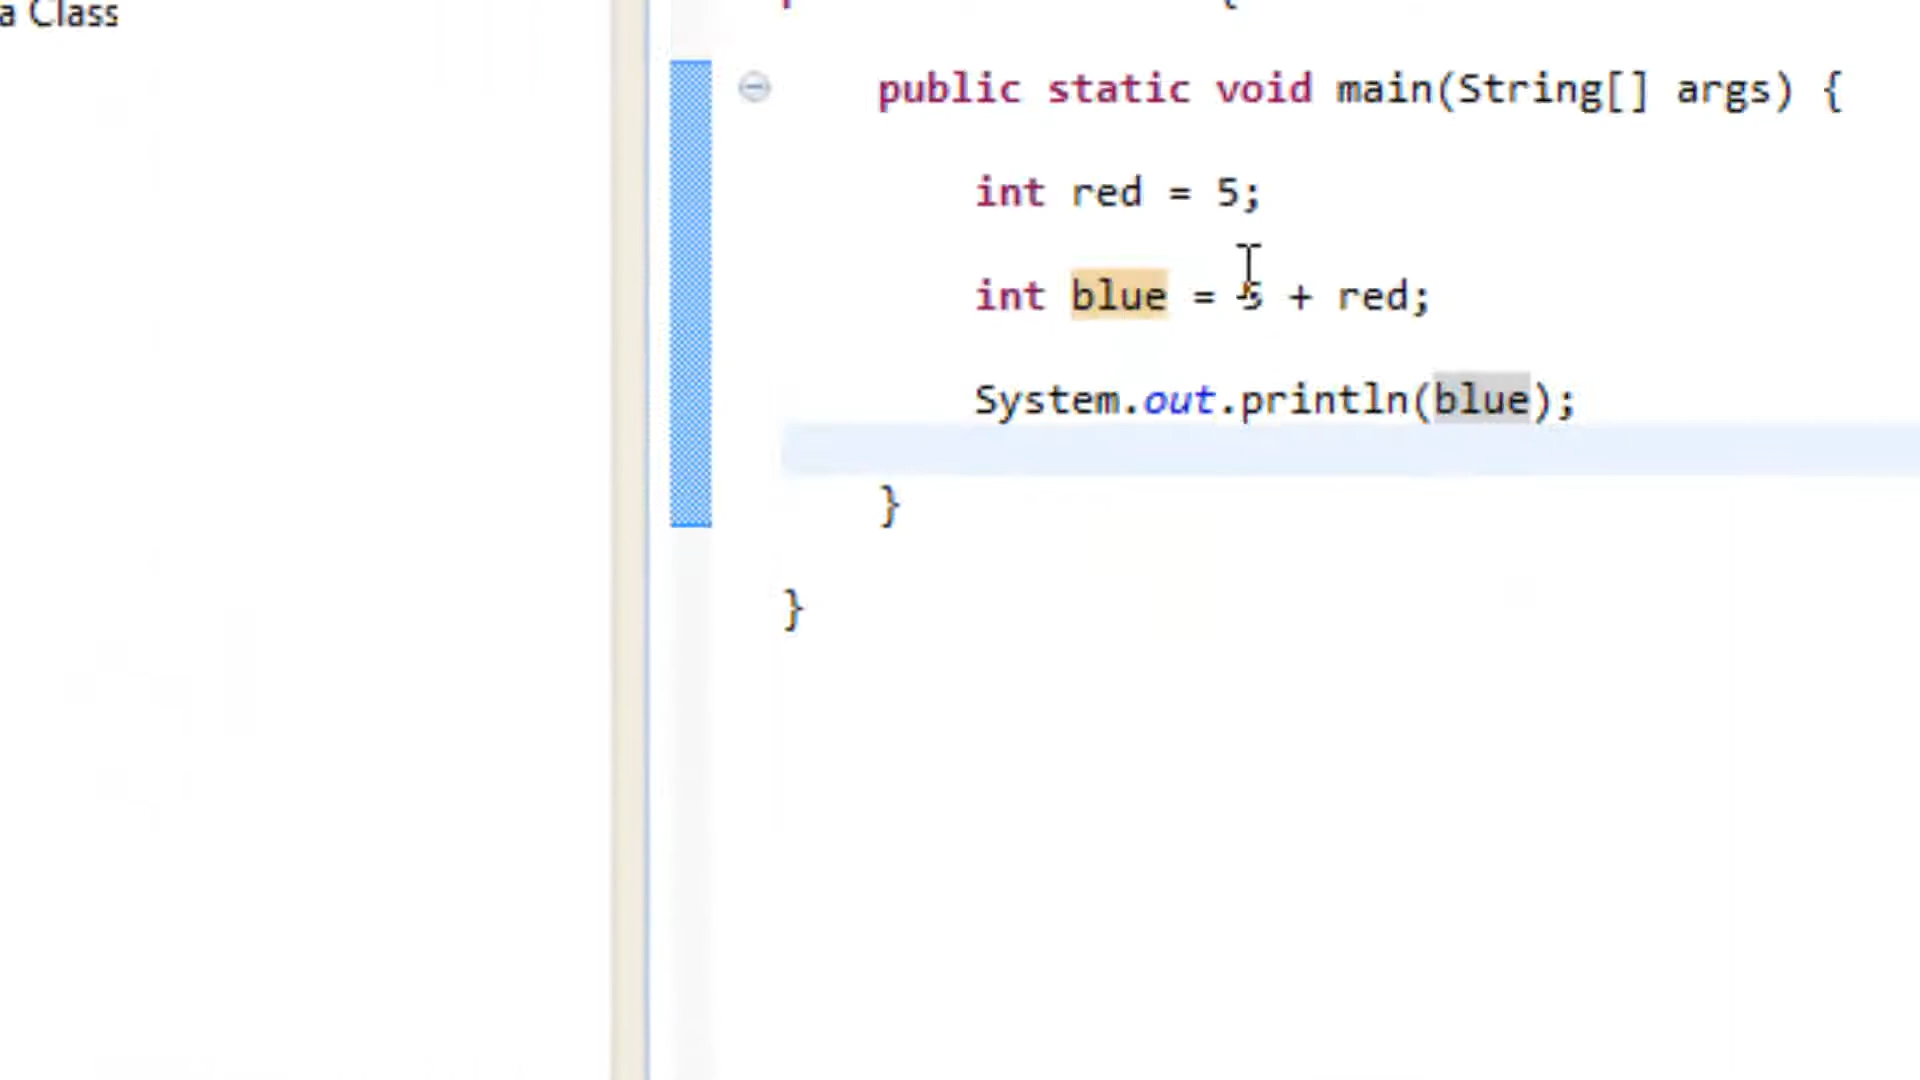 a Class
public static void main(String[] args) {
int red = 5;
int blue = 5 + red;
System.out.println(blue);
}
}